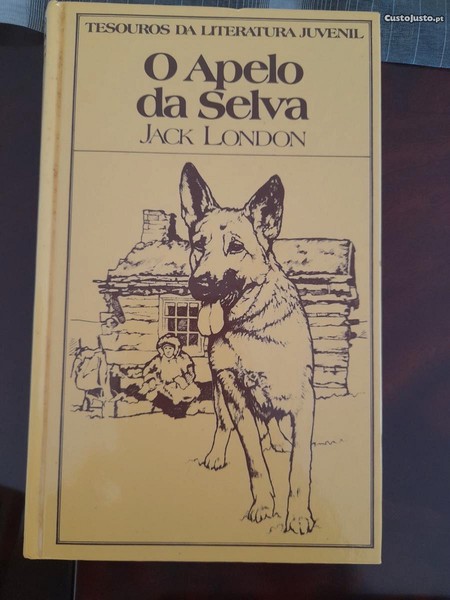 CustoJusto.pt
TESOUROS DA LITERATURA JUVENIL
O Apelo
da Selva
JACK LONDON